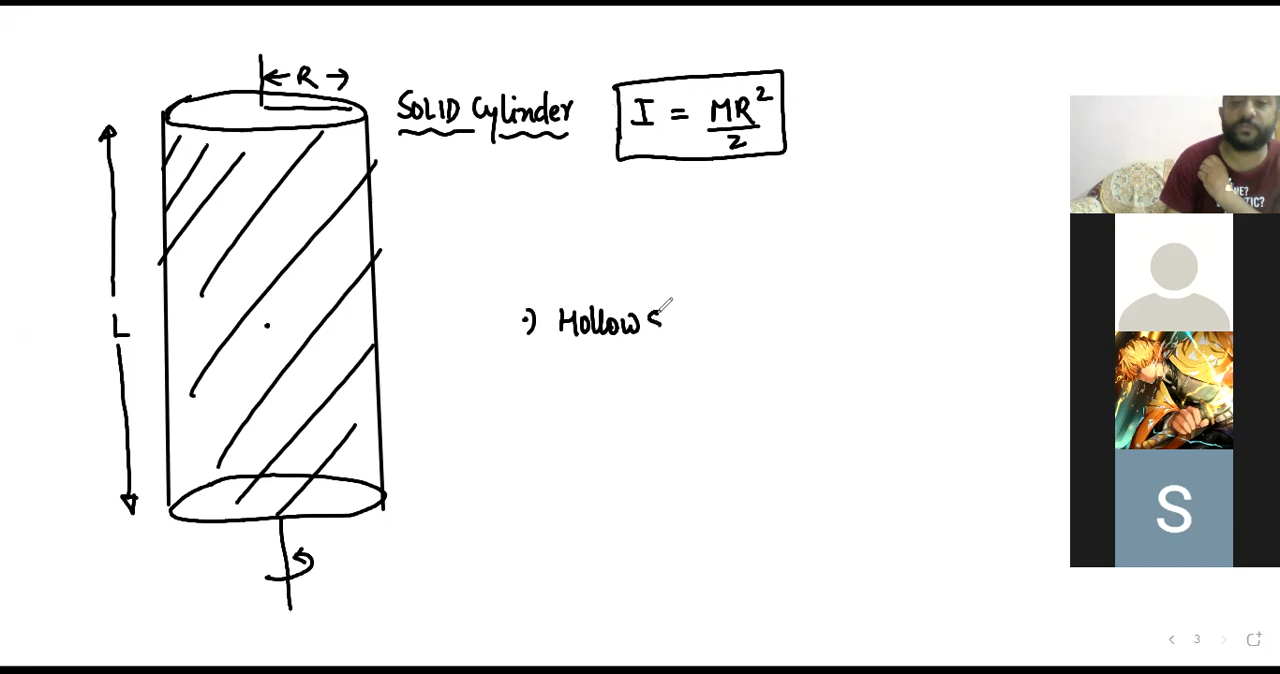 R
SOLID Cylinder
I = MR²/2
L
·) Hollow
S
3